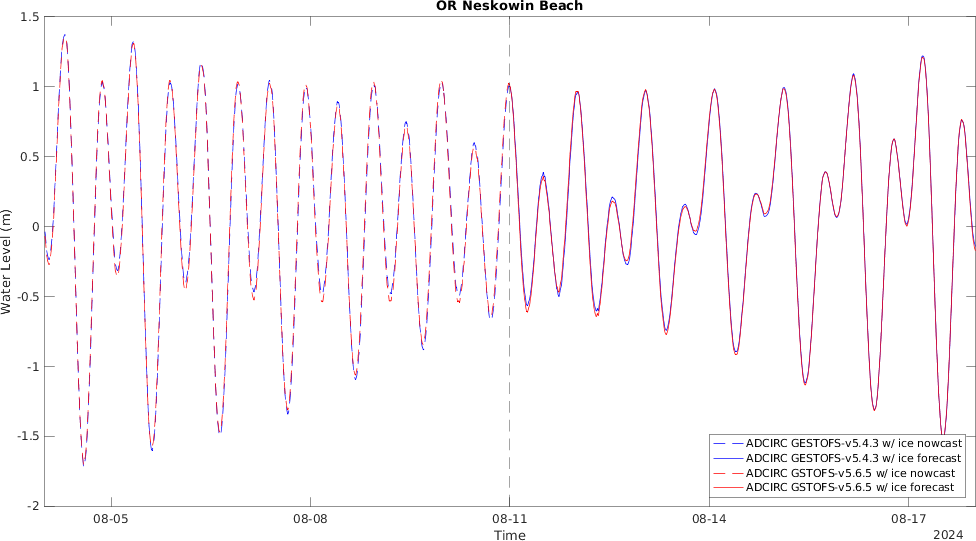 OR Neskowin Beach
1.5
1
0.5
0
-0.5
-1
-1.5
-2
Water Level (m)
08-05
08-08
08-11
08-14
08-17
Time
2024
ADCIRC GESTOFS-v5.4.3 w/ ice nowcast
ADCIRC GESTOFS-v5.4.3 w/ ice forecast
ADCIRC GSTOFS-v5.6.5 w/ ice nowcast
ADCIRC GSTOFS-v5.6.5 w/ ice forecast